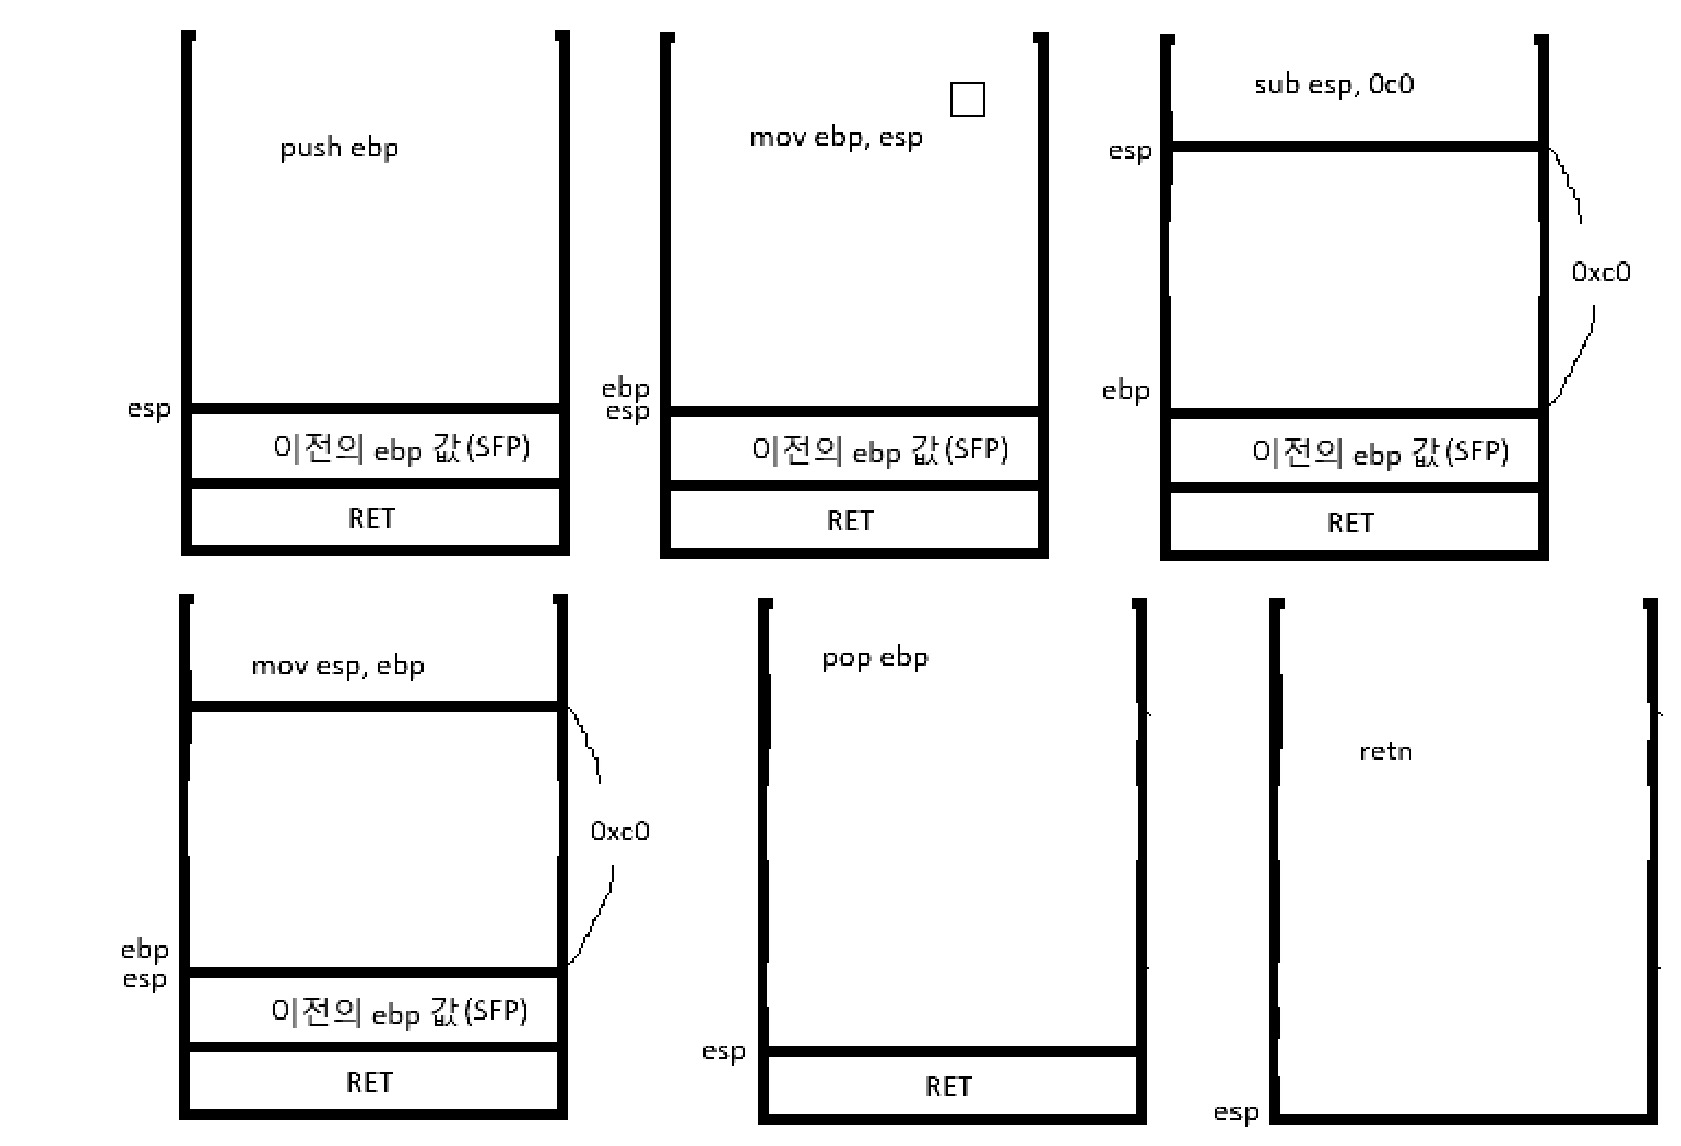 push ebp
esp
이전의 ebp 값(SFP)
RET
mov ebp, esp
ebp
esp
이전의 ebp 값(SFP)
RET
sub esp, 0c0
esp
0xc0
ebp
이전의 ebp 값(SFP)
RET
mov esp, ebp
0xc0
ebp
esp
이전의 ebp 값(SFP)
RET
pop ebp
esp
RET
retn
esp